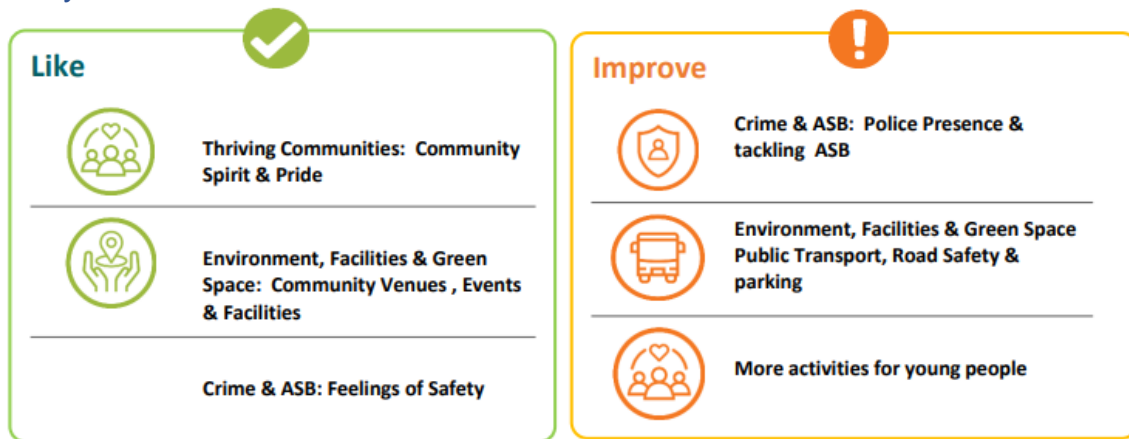 Like
Thriving Communities: Community
Spirit & Pride
Environment, Facilities & Green
Space: Community Venues , Events
& Facilities
Crime & ASB: Feelings of Safety
Improve
Crime & ASB: Police Presence &
tackling ASB
Environment, Facilities & Green Space
Public Transport, Road Safety &
parking
More activities for young people